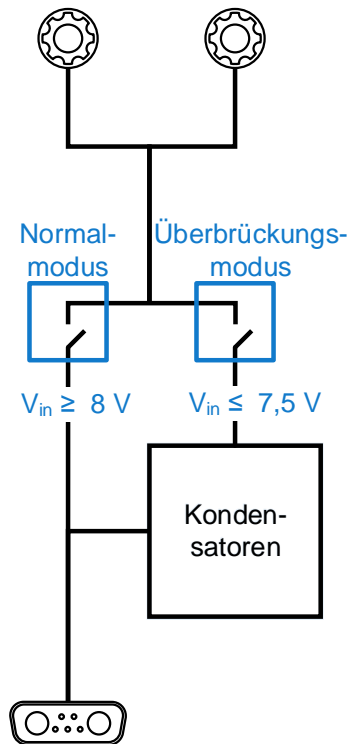 Normal-
modus
Überbrückungs-
modus
Vin ≥ 8 V
Vin ≤ 7,5 V
Konden-
satoren